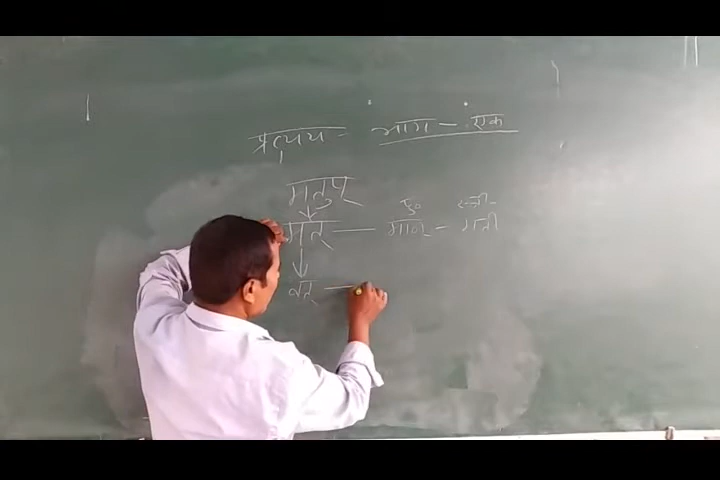 प्रत्यय - भाग - एक
मतुप्
पु० स्त्री०
मत् — मान् - मती
वत् —